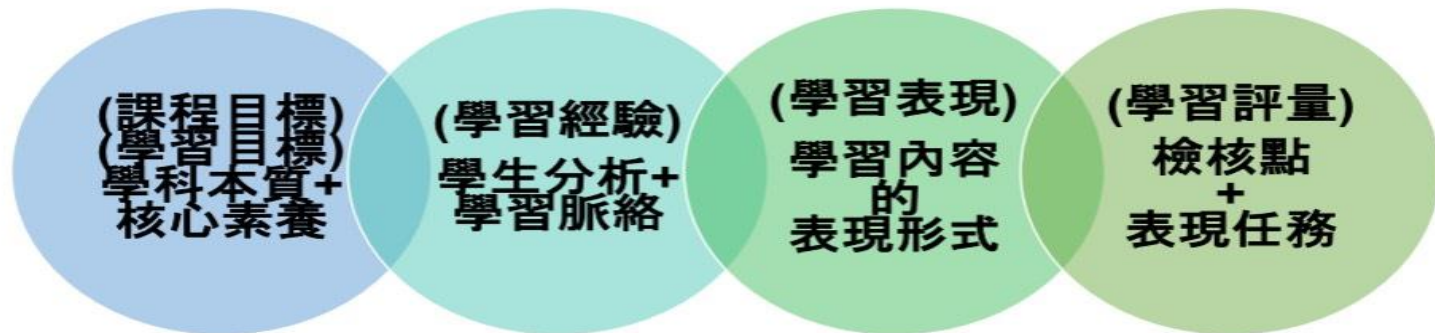 (課程目標)
(學習目標)
學科本質+
核心素養
(學習經驗)
學生分析+
學習脈絡
(學習表現)
學習內容
的
表現形式
(學習評量)
檢核點
+
表現任務